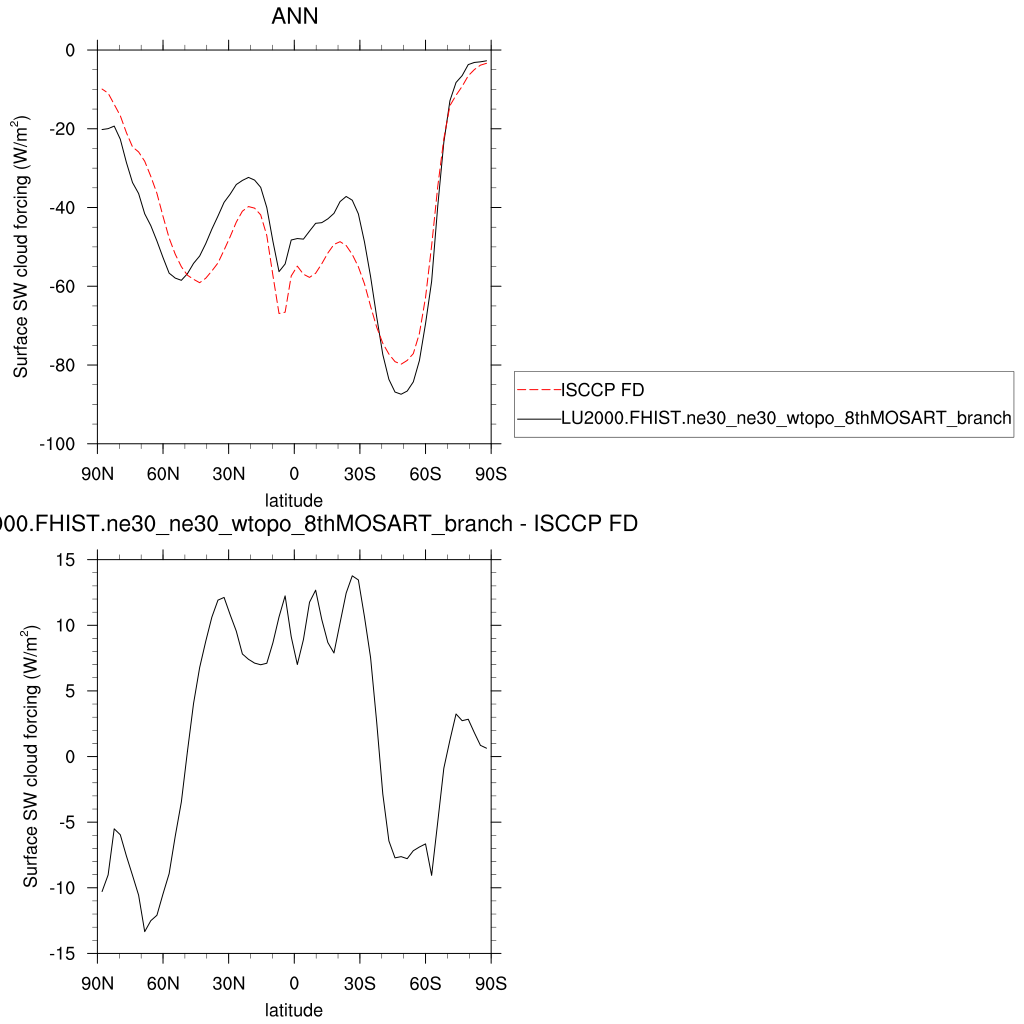 ANN
Surface SW cloud forcing (W/m²)
0
-20
-40
-60
-80
-100
90N 60N 30N 0 30S 60S 90S
latitude
ISCCP FD
LU2000.FHIST.ne30_ne30_wtopo_8thMOSART_branch
00.FHIST.ne30_ne30_wtopo_8thMOSART_branch - ISCCP FD
Surface SW cloud forcing (W/m²)
15
10
5
0
-5
-10
-15
90N 60N 30N 0 30S 60S 90S
latitude